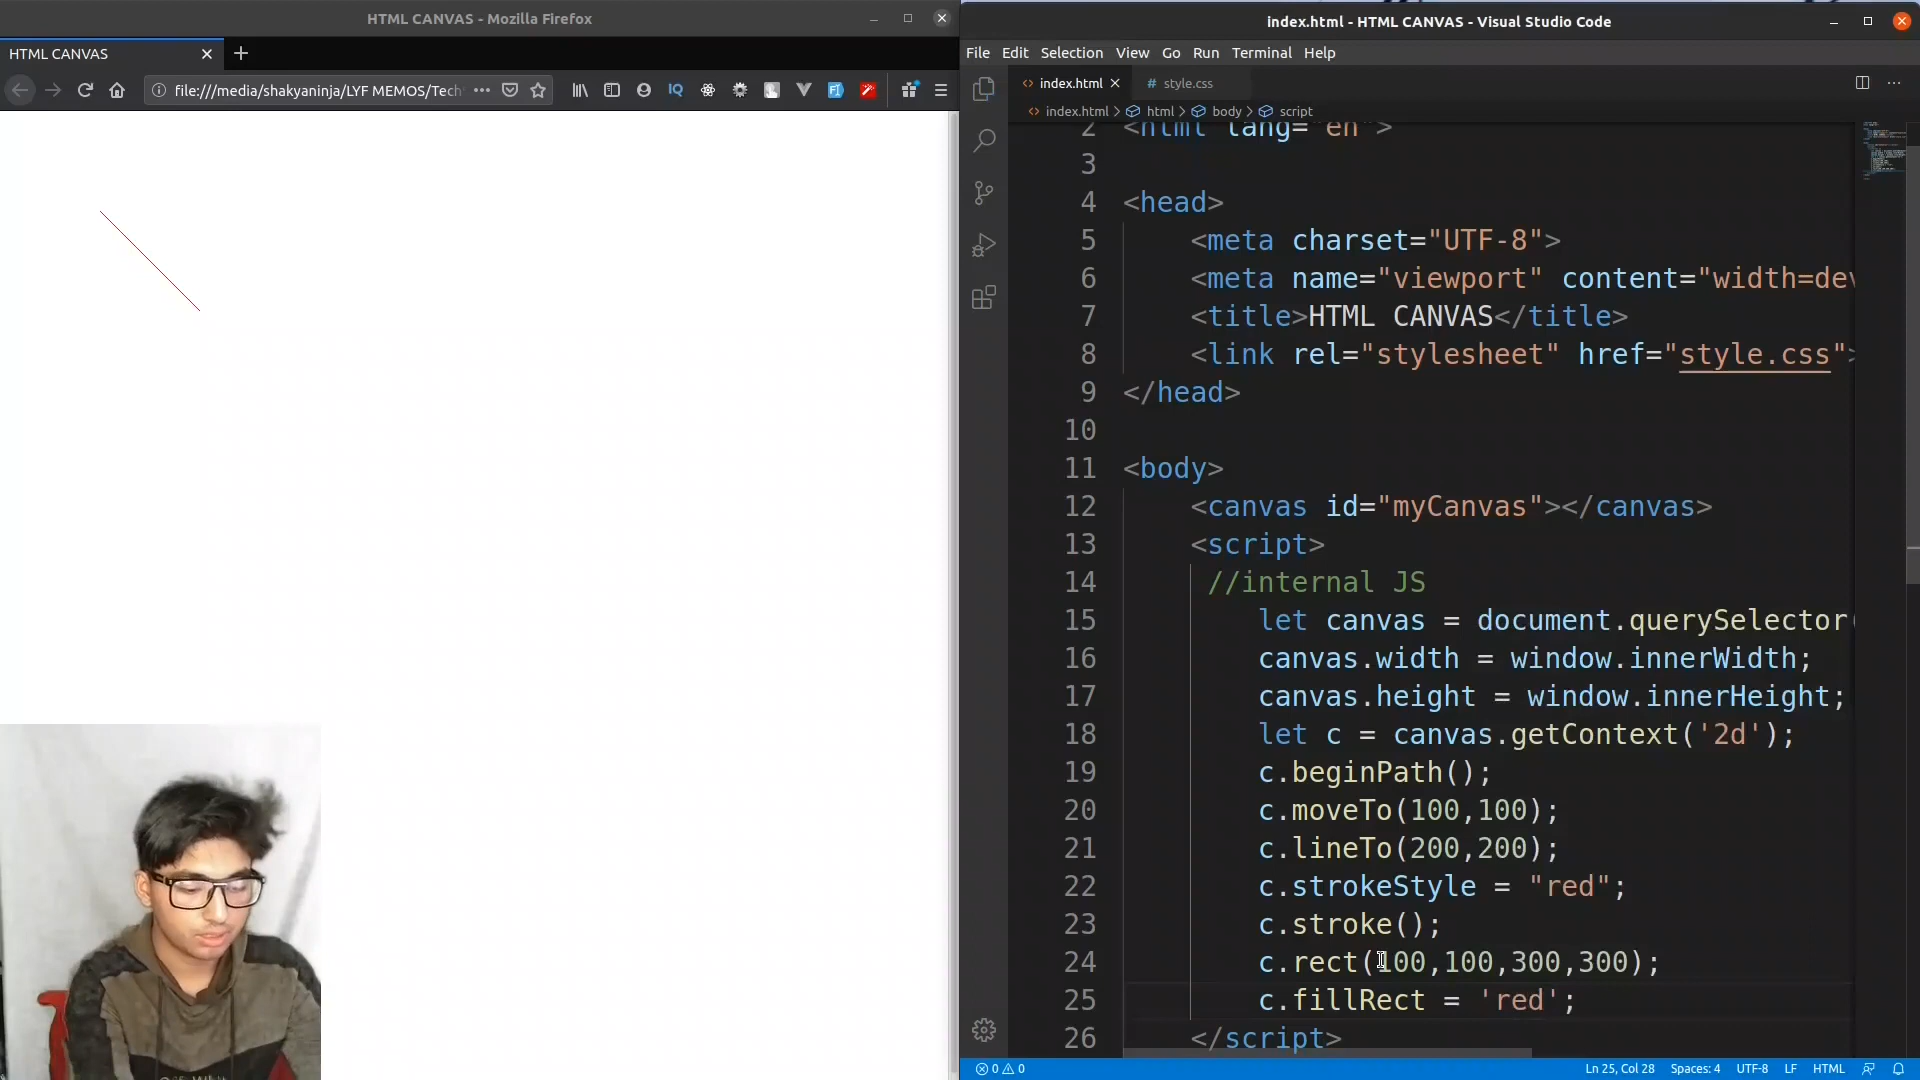 HTML CANVAS - Mozilla Firefox
HTML CANVAS
file:///media/shakyaninja/LYF MEMOS/Tech
IQ
index.html - HTML CANVAS - Visual Studio Code
File Edit Selection View Go Run Terminal Help
index.html
# style.css
index.html > html > body > script
2 <html lang="en">
3
4 <head>
5 <meta charset="UTF-8">
6 <meta name="viewport" content="width=dev
7 <title>HTML CANVAS</title>
8 <link rel="stylesheet" href="style.css">
9 </head>
10
11 <body>
12 <canvas id="myCanvas"></canvas>
13 <script>
14 //internal JS
15 let canvas = document.querySelector(
16 canvas.width = window.innerWidth;
17 canvas.height = window.innerHeight;
18 let c = canvas.getContext('2d');
19 c.beginPath();
20 c.moveTo(100,100);
21 c.lineTo(200,200);
22 c.strokeStyle = "red";
23 c.stroke();
24 c.rect(100,100,300,300);
25 c.fillRect = 'red';
26 </script>
0 0 Ln 25, Col 28 Spaces: 4 UTF-8 LF HTML